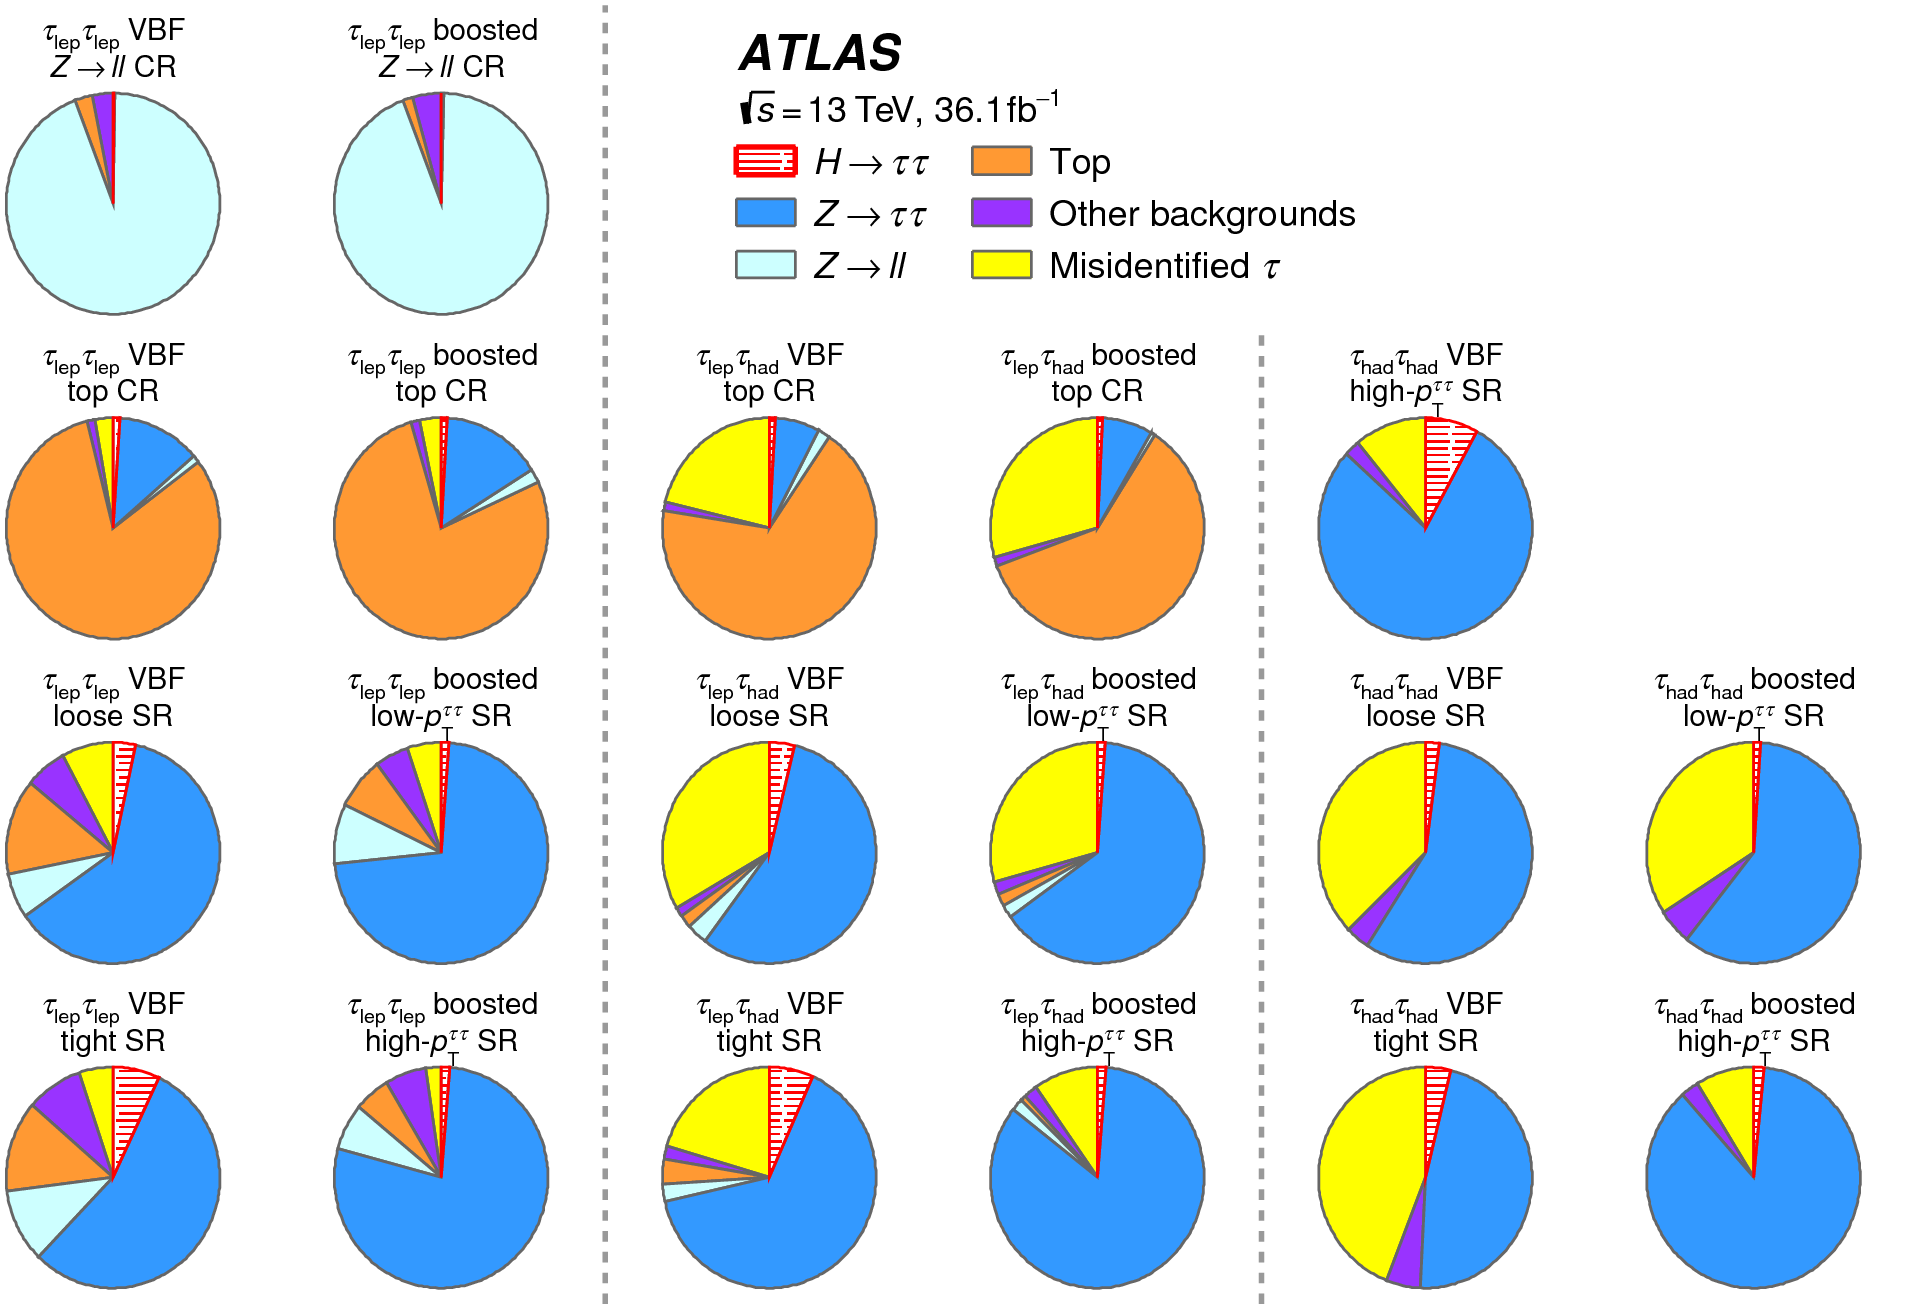 τlepτlep VBF
Z → ll CR
τlepτlep boosted
Z → ll CR
ATLAS
√s = 13 TeV, 36.1 fb⁻¹
H → ττ
Top
Z → ττ
Other backgrounds
Z → ll
Misidentified τ
τlepτlep VBF
top CR
τlepτlep boosted
top CR
τlepτhad VBF
top CR
τlepτhad boosted
top CR
τhadτhad VBF
high-pTττ SR
τlepτlep VBF
loose SR
τlepτlep boosted
low-pTττ SR
τlepτhad VBF
loose SR
τlepτhad boosted
low-pTττ SR
τhadτhad VBF
loose SR
τhadτhad boosted
low-pTττ SR
τlepτlep VBF
tight SR
τlepτlep boosted
high-pTττ SR
τlepτhad VBF
tight SR
τlepτhad boosted
high-pTττ SR
τhadτhad VBF
tight SR
τhadτhad boosted
high-pTττ SR